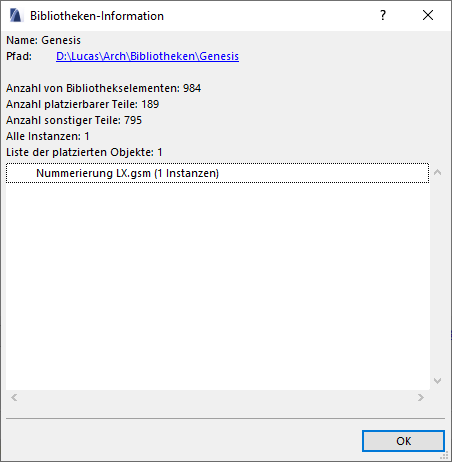 Bibliotheken-Information
?
Name: Genesis
Pfad: D:\Lucas\Arch\Bibliotheken\Genesis
Anzahl von Bibliothekselementen: 984
Anzahl platzierbarer Teile: 189
Anzahl sonstiger Teile: 795
Alle Instanzen: 1
Liste der platzierten Objekte: 1
Nummerierung LX.gsm (1 Instanzen)
OK